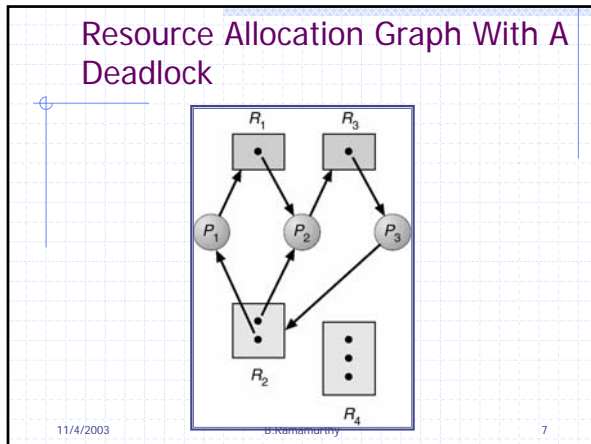 Resource Allocation Graph With A
Deadlock
R1 R3
P1 P2 P3
R2
R4
11/4/2003 B.Ramamurthy 7